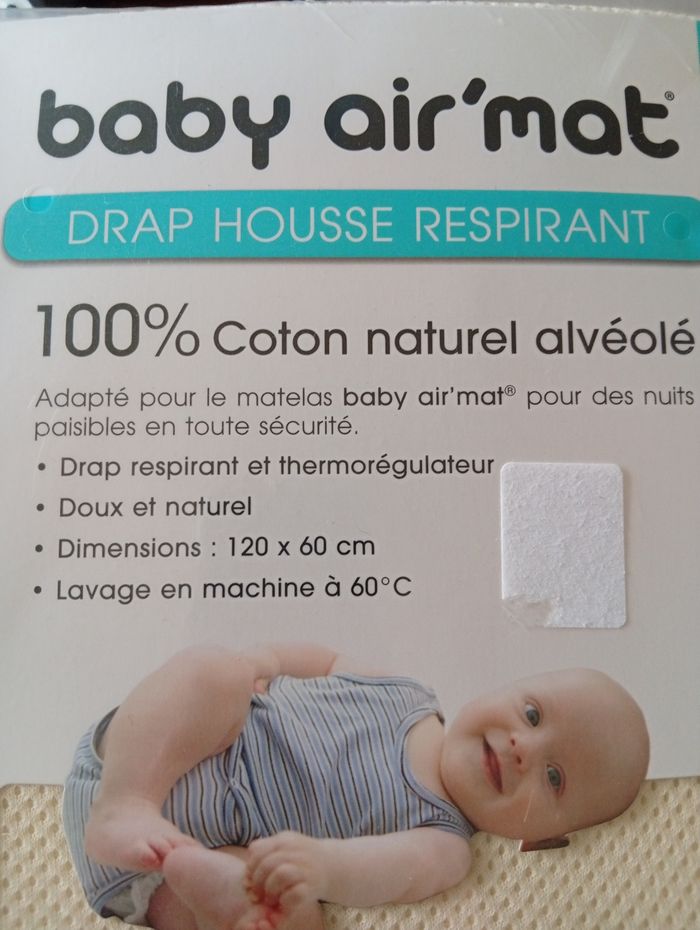 baby air'mat®
DRAP HOUSSE RESPIRANT
100% Coton naturel alvéolé
Adapté pour le matelas baby air'mat® pour des nuits
paisibles en toute sécurité.
• Drap respirant et thermorégulateur
• Doux et naturel
• Dimensions : 120 x 60 cm
• Lavage en machine à 60°C